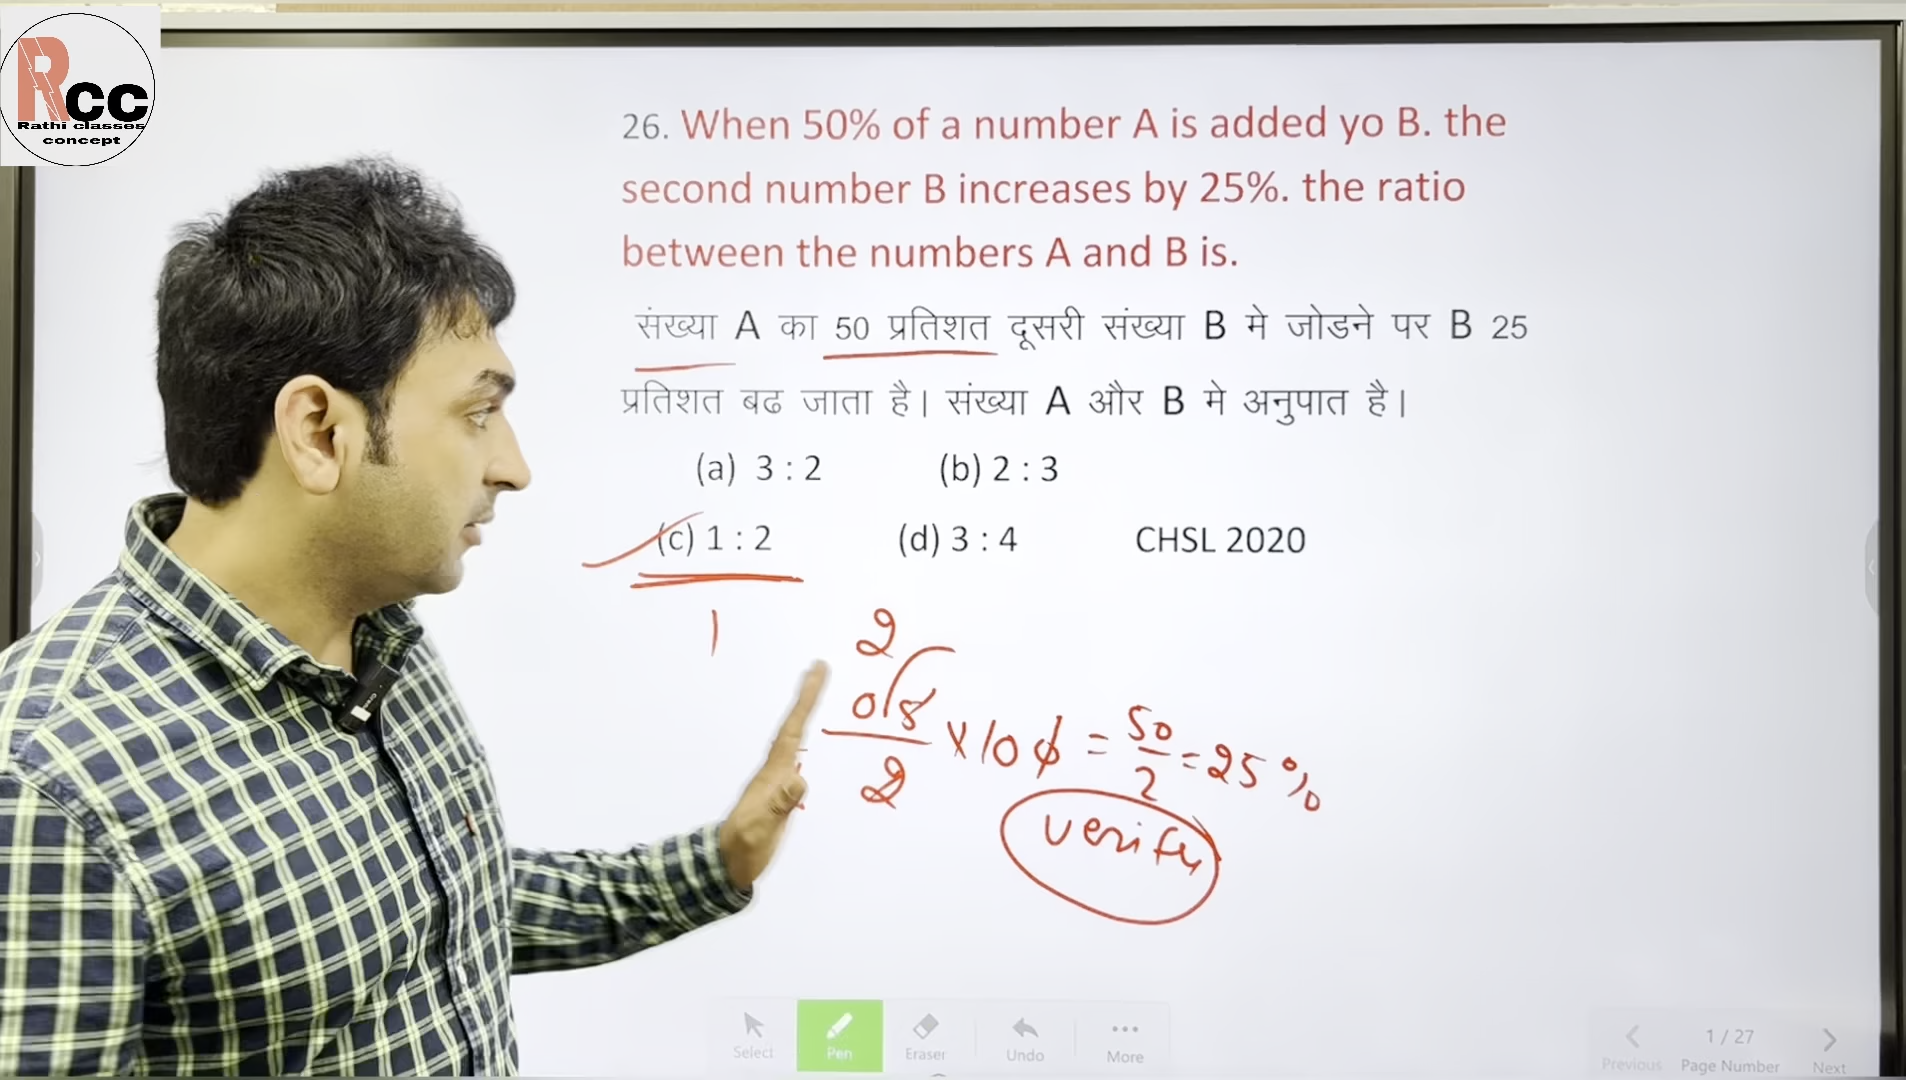 Rcc
Rathi classes
concept
26. When 50% of a number A is added yo B. the
second number B increases by 25%. the ratio
between the numbers A and B is.
संख्या A का 50 प्रतिशत दूसरी संख्या B मे जोडने पर B 25
प्रतिशत बढ जाता है। संख्या A और B मे अनुपात है।
(a) 3 : 2 (b) 2 : 3
(c) 1 : 2 (d) 3 : 4 CHSL 2020
1 2
0.5
2
×100 = 50/2 = 25%
verify
Select Pen Eraser Undo More
1 / 27
Previous Page Number Next